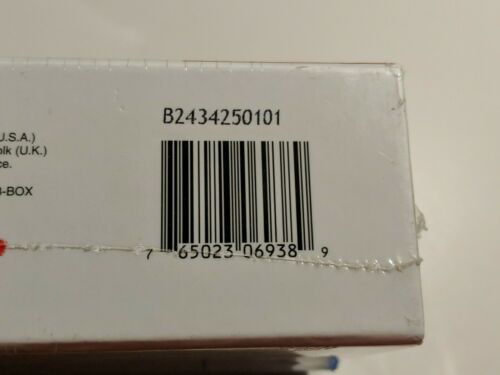 B2434250101
U.S.A.)
olk (U.K.)
ce.
-BOX
7 65023 06938 9